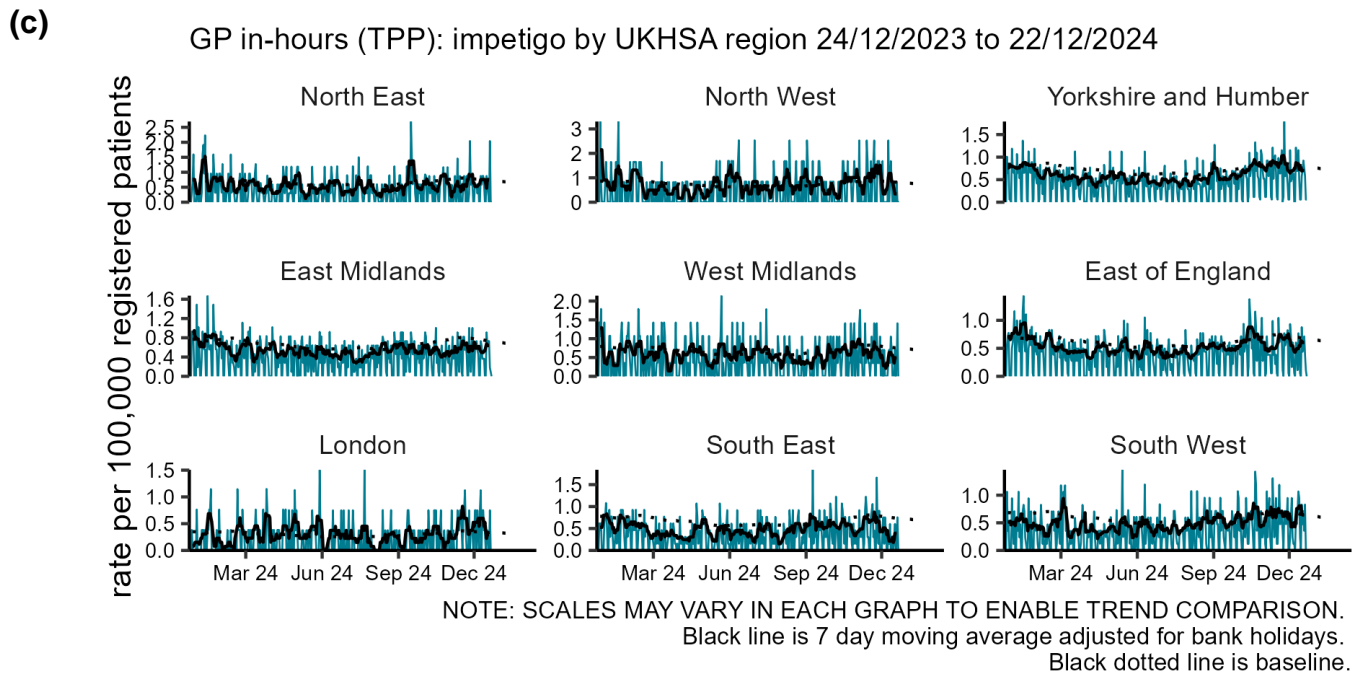 (c)
GP in-hours (TPP): impetigo by UKHSA region 24/12/2023 to 22/12/2024
rate per 100,000 registered patients
North East
2.5
2.0
1.5
1.0
0.5
0.0
North West
3
2
1
0
Yorkshire and Humber
1.5
1.0
0.5
0.0
East Midlands
1.6
1.2
0.8
0.4
0.0
West Midlands
2.0
1.5
1.0
0.5
0.0
East of England
1.0
0.5
0.0
London
1.5
1.0
0.5
0.0
Mar 24 Jun 24 Sep 24 Dec 24
South East
1.5
1.0
0.5
0.0
Mar 24 Jun 24 Sep 24 Dec 24
South West
1.0
0.5
0.0
Mar 24 Jun 24 Sep 24 Dec 24
NOTE: SCALES MAY VARY IN EACH GRAPH TO ENABLE TREND COMPARISON.
Black line is 7 day moving average adjusted for bank holidays.
Black dotted line is baseline.